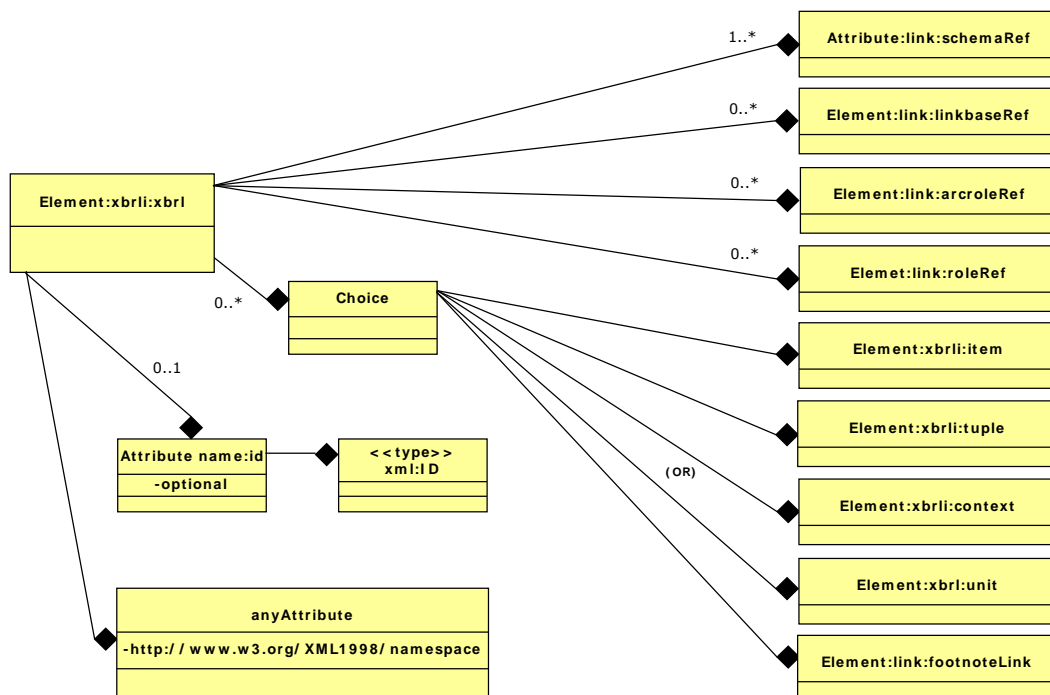 1..*
Attribute:link:schemaRef
0..*
Element:link:linkbaseRef
Element:xbrli:xbrl
0..*
Element:link:arcroleRef
0..*
Elemet:link:roleRef
0..*
Choice
Element:xbrli:item
0..1
Attribute name:id
-optional
<<type>>
xml:ID
Element:xbrli:tuple
(OR)
Element:xbrli:context
Element:xbrl:unit
anyAttribute
-http://www.w3.org/XML1998/namespace
Element:link:footnoteLink